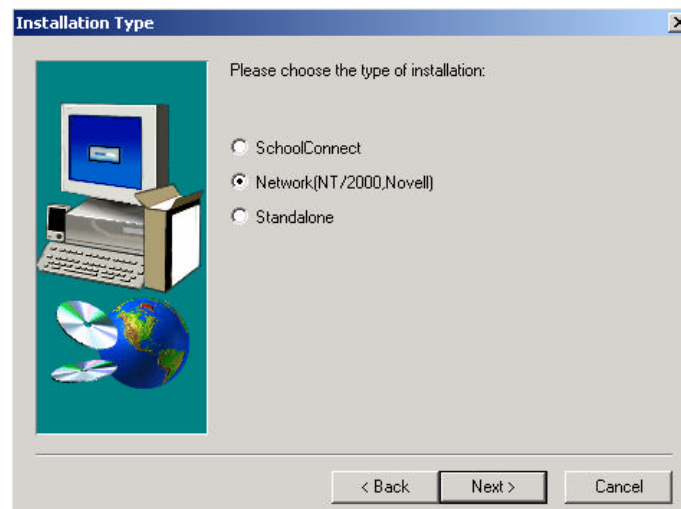 Installation Type
Please choose the type of installation:
SchoolConnect
Network(NT/2000,Novell)
Standalone
< Back
Next >
Cancel